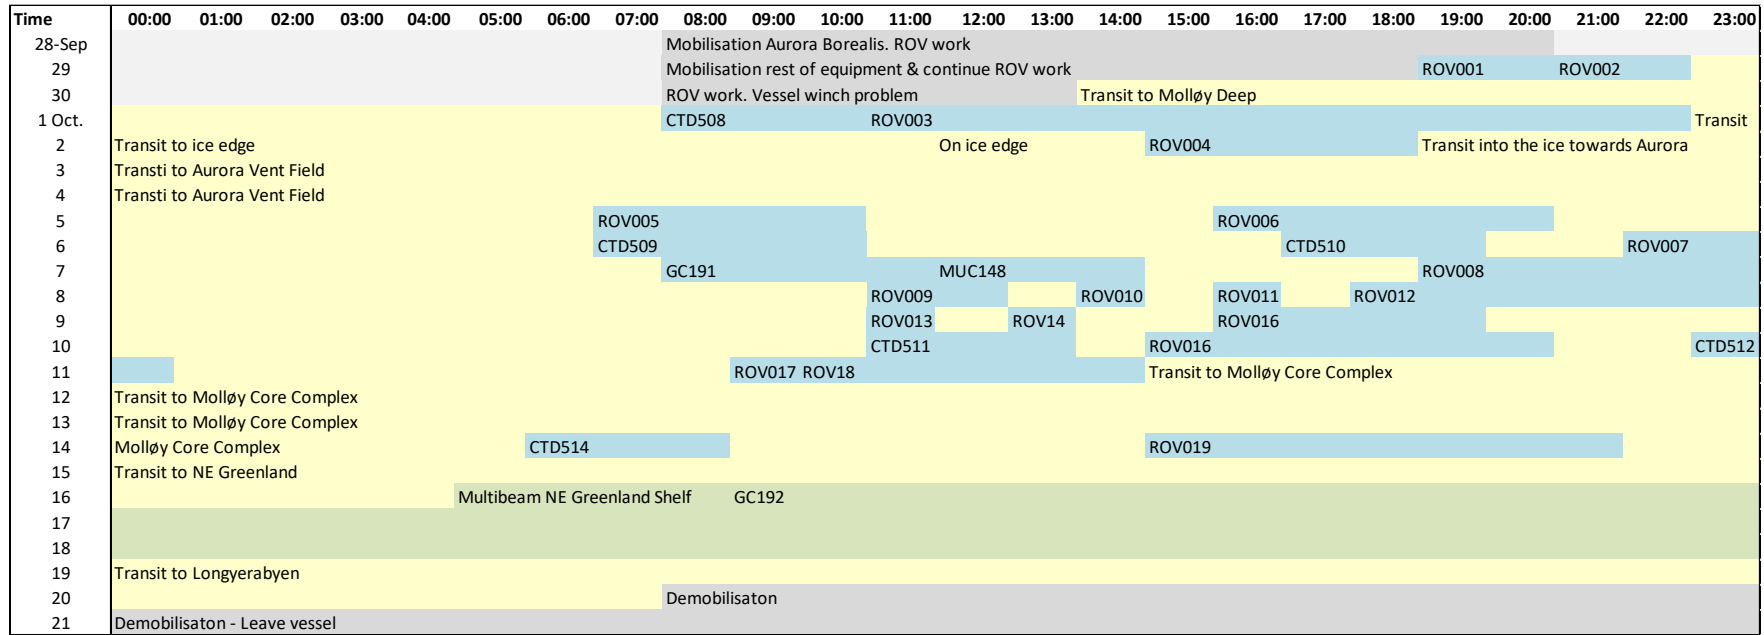 Time 00:00 01:00 02:00 03:00 04:00 05:00 06:00 07:00 08:00 09:00 10:00 11:00 12:00 13:00 14:00 15:00 16:00 17:00 18:00 19:00 20:00 21:00 22:00 23:00
28-Sep Mobilisation Aurora Borealis. ROV work
29 Mobilisation rest of equipment & continue ROV work ROV001 ROV002
30 ROV work. Vessel winch problem Transit to Molløy Deep
1 Oct. CTD508 ROV003 Transit
2 Transit to ice edge On ice edge ROV004 Transit into the ice towards Aurora
3 Transti to Aurora Vent Field
4 Transti to Aurora Vent Field
5 ROV005 ROV006
6 CTD509 CTD510 ROV007
7 GC191 MUC148 ROV008
8 ROV009 ROV010 ROV011 ROV012
9 ROV013 ROV14 ROV016
10 CTD511 ROV016 CTD512
11 ROV017 ROV18 Transit to Molløy Core Complex
12 Transit to Molløy Core Complex
13 Transit to Molløy Core Complex
14 Molløy Core Complex CTD514 ROV019
15 Transit to NE Greenland
16 Multibeam NE Greenland Shelf GC192
17
18
19 Transit to Longyerabyen
20 Demobilisaton
21 Demobilisaton - Leave vessel